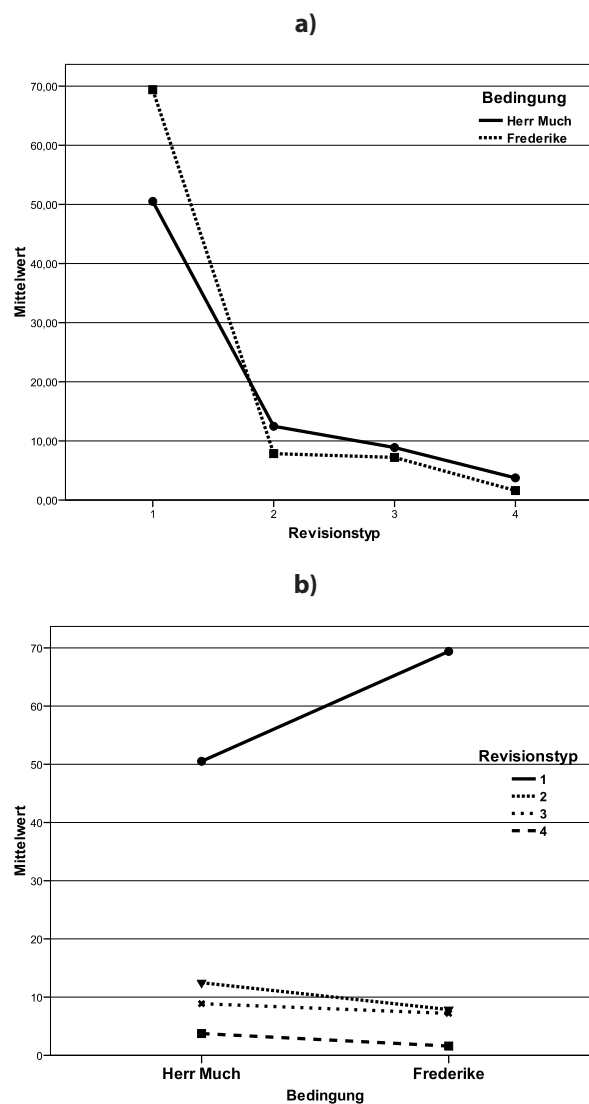 a)
70,00
60,00
50,00
40,00
30,00
20,00
10,00
0,00
Mittelwert
Bedingung
Herr Much
Frederike
1 2 3 4
Revisionstyp
b)
70
60
50
40
30
20
10
0
Mittelwert
Revisionstyp
1
2
3
4
Herr Much Frederike
Bedingung